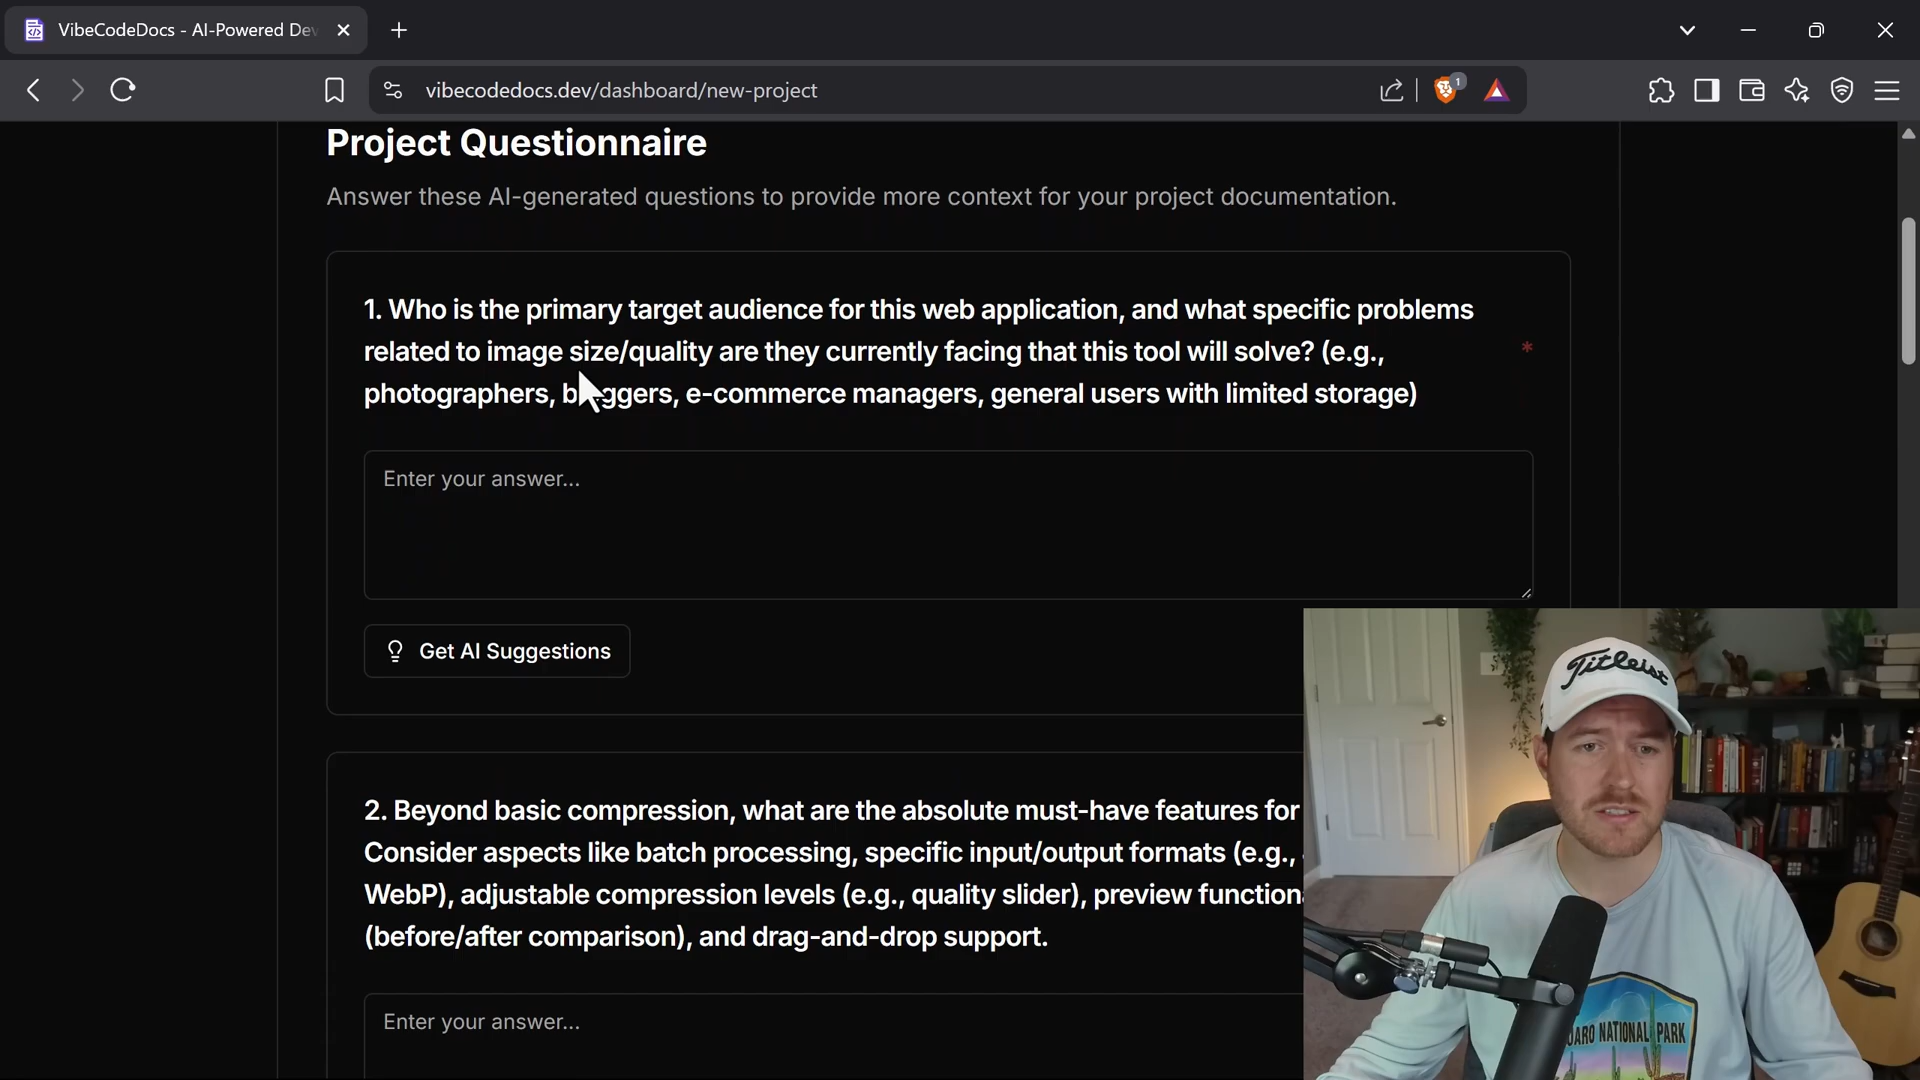 VibeCodeDocs - AI-Powered Dev
vibecodedocs.dev/dashboard/new-project
1
Project Questionnaire
Answer these AI-generated questions to provide more context for your project documentation.
1. Who is the primary target audience for this web application, and what specific problems
related to image size/quality are they currently facing that this tool will solve? (e.g.,
photographers, bloggers, e-commerce managers, general users with limited storage)
*
Enter your answer...
Get AI Suggestions
2. Beyond basic compression, what are the absolute must-have features for
Consider aspects like batch processing, specific input/output formats (e.g.,
WebP), adjustable compression levels (e.g., quality slider), preview
(before/after comparison), and drag-and-drop support.
Enter your answer...
Titleist
NATIONAL PARK